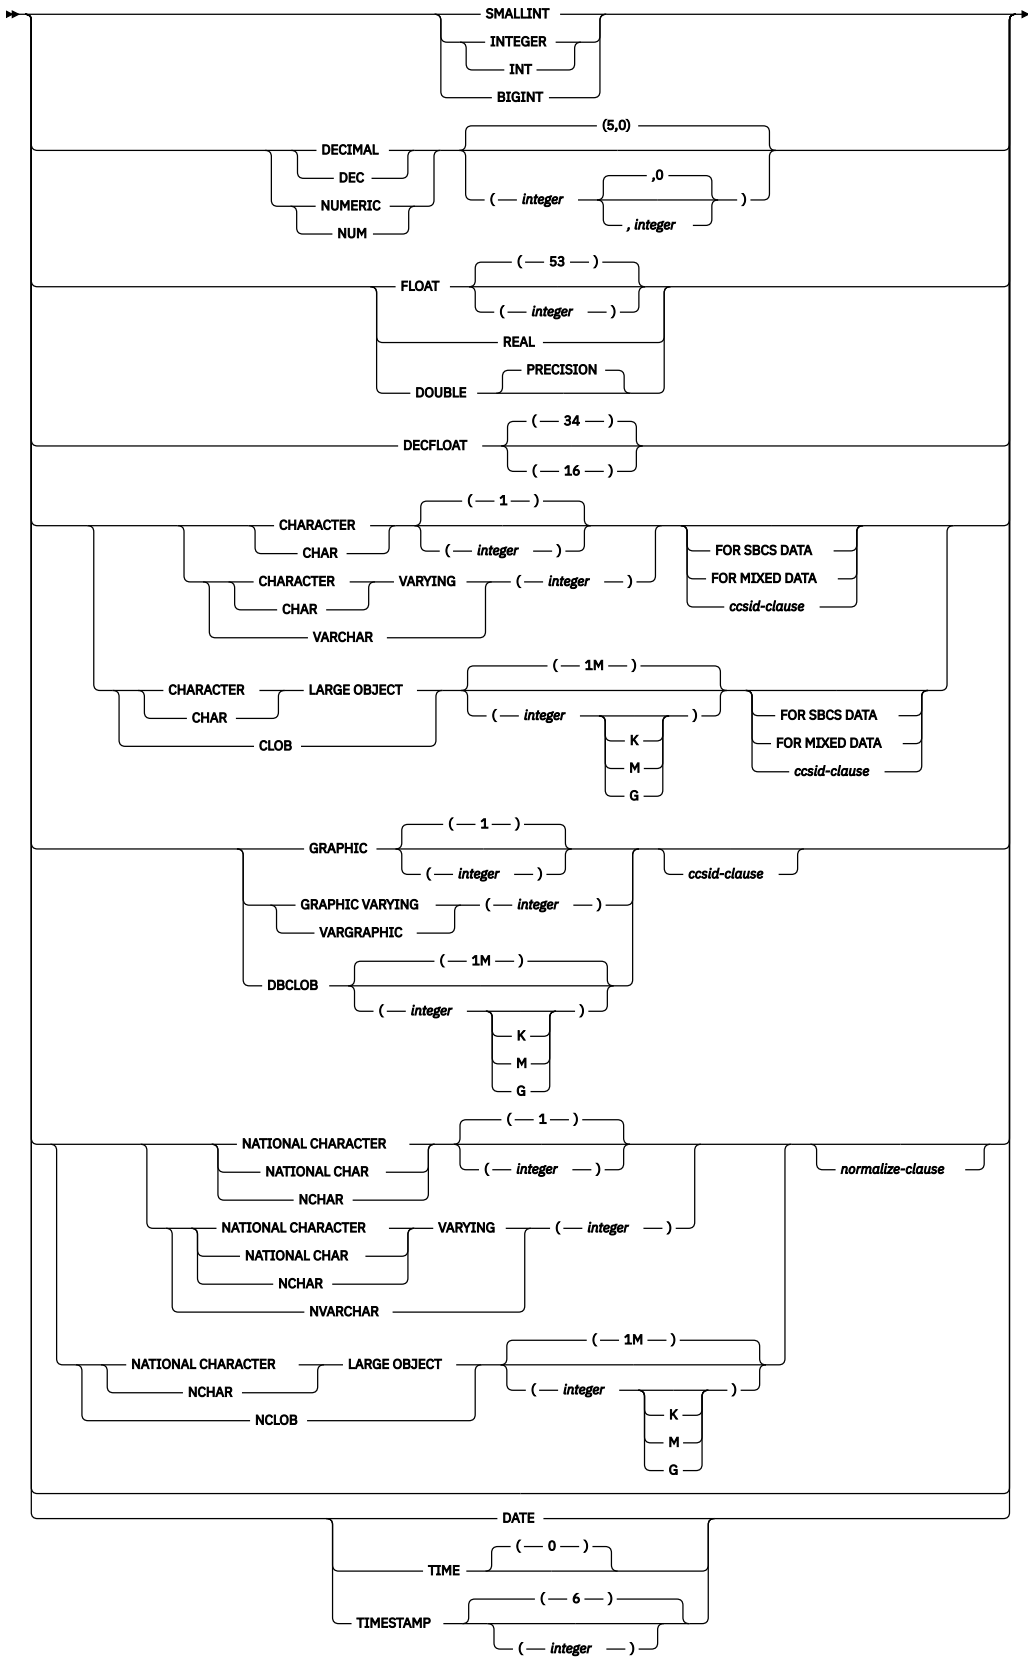 SMALLINT
INTEGER
INT
BIGINT
(5,0)
DECIMAL
DEC
,0
( integer )
NUMERIC
, integer
NUM
( 53 )
FLOAT
( integer )
REAL
PRECISION
DOUBLE
( 34 )
DECFLOAT
( 16 )
( 1 )
CHARACTER
CHAR
( integer )
FOR SBCS DATA
CHARACTER VARYING ( integer )
FOR MIXED DATA
CHAR
ccsid-clause
VARCHAR
( 1M )
CHARACTER LARGE OBJECT
CHAR
( integer )
FOR SBCS DATA
K
CLOB
FOR MIXED DATA
M
ccsid-clause
G
( 1 )
GRAPHIC
( integer )
ccsid-clause
GRAPHIC VARYING ( integer )
VARGRAPHIC
( 1M )
DBCLOB
( integer )
K
M
G
( 1 )
NATIONAL CHARACTER
NATIONAL CHAR
( integer )
normalize-clause
NCHAR
NATIONAL CHARACTER VARYING ( integer )
NATIONAL CHAR
NCHAR
NVARCHAR
( 1M )
NATIONAL CHARACTER LARGE OBJECT
NCHAR
( integer )
K
NCLOB
M
G
DATE
( 0 )
TIME
( 6 )
TIMESTAMP
( integer )